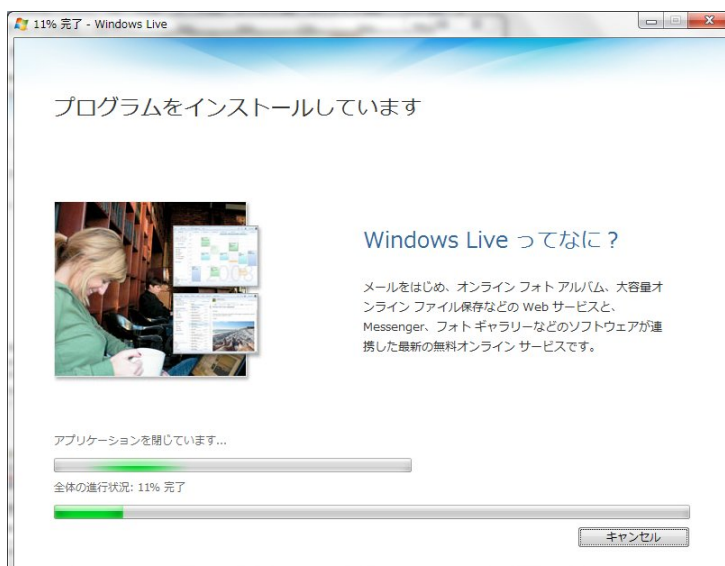 11% 完了 - Windows Live
プログラムをインストールしています
Windows Live ってなに？
メールをはじめ、オンライン フォト アルバム、大容量オ
ンライン ファイル保存などの Web サービスと、
Messenger、フォト ギャラリーなどのソフトウェアが連
携した最新の無料オンライン サービスです。
アプリケーションを閉じています...
全体の進行状況: 11% 完了
キャンセル